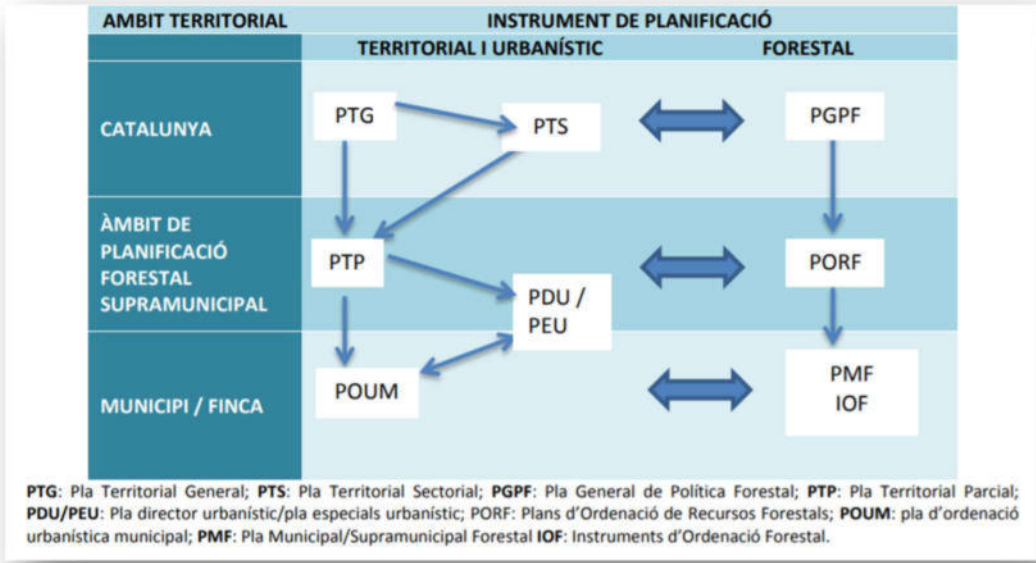 AMBIT TERRITORIAL
INSTRUMENT DE PLANIFICACIÓ
TERRITORIAL I URBANÍSTIC
FORESTAL
CATALUNYA
PTG
PTS
PGPF
ÀMBIT DE
PLANIFICACIÓ
FORESTAL
SUPRAMUNICIPAL
PTP
PDU /
PEU
PORF
MUNICIPI / FINCA
POUM
PMF
IOF
PTG: Pla Territorial General; PTS: Pla Territorial Sectorial; PGPF: Pla General de Política Forestal; PTP: Pla Territorial Parcial;
PDU/PEU: Pla director urbanístic/pla especials urbanístic; PORF: Plans d'Ordenació de Recursos Forestals; POUM: pla d'ordenació
urbanística municipal; PMF: Pla Municipal/Supramunicipal Forestal IOF: Instruments d'Ordenació Forestal.